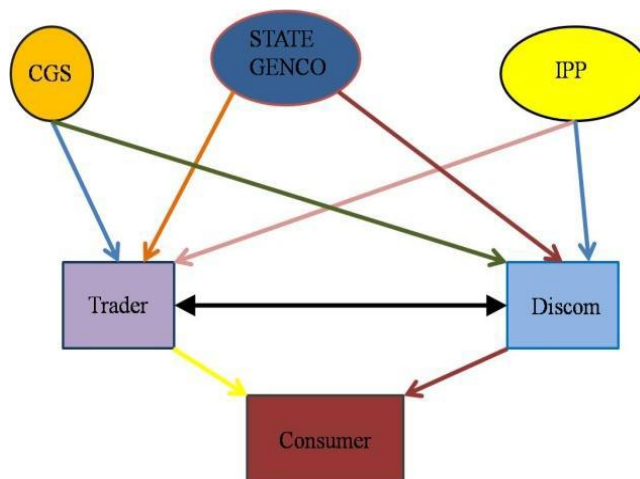 CGS
STATE
GENCO
IPP
Trader
Discom
Consumer